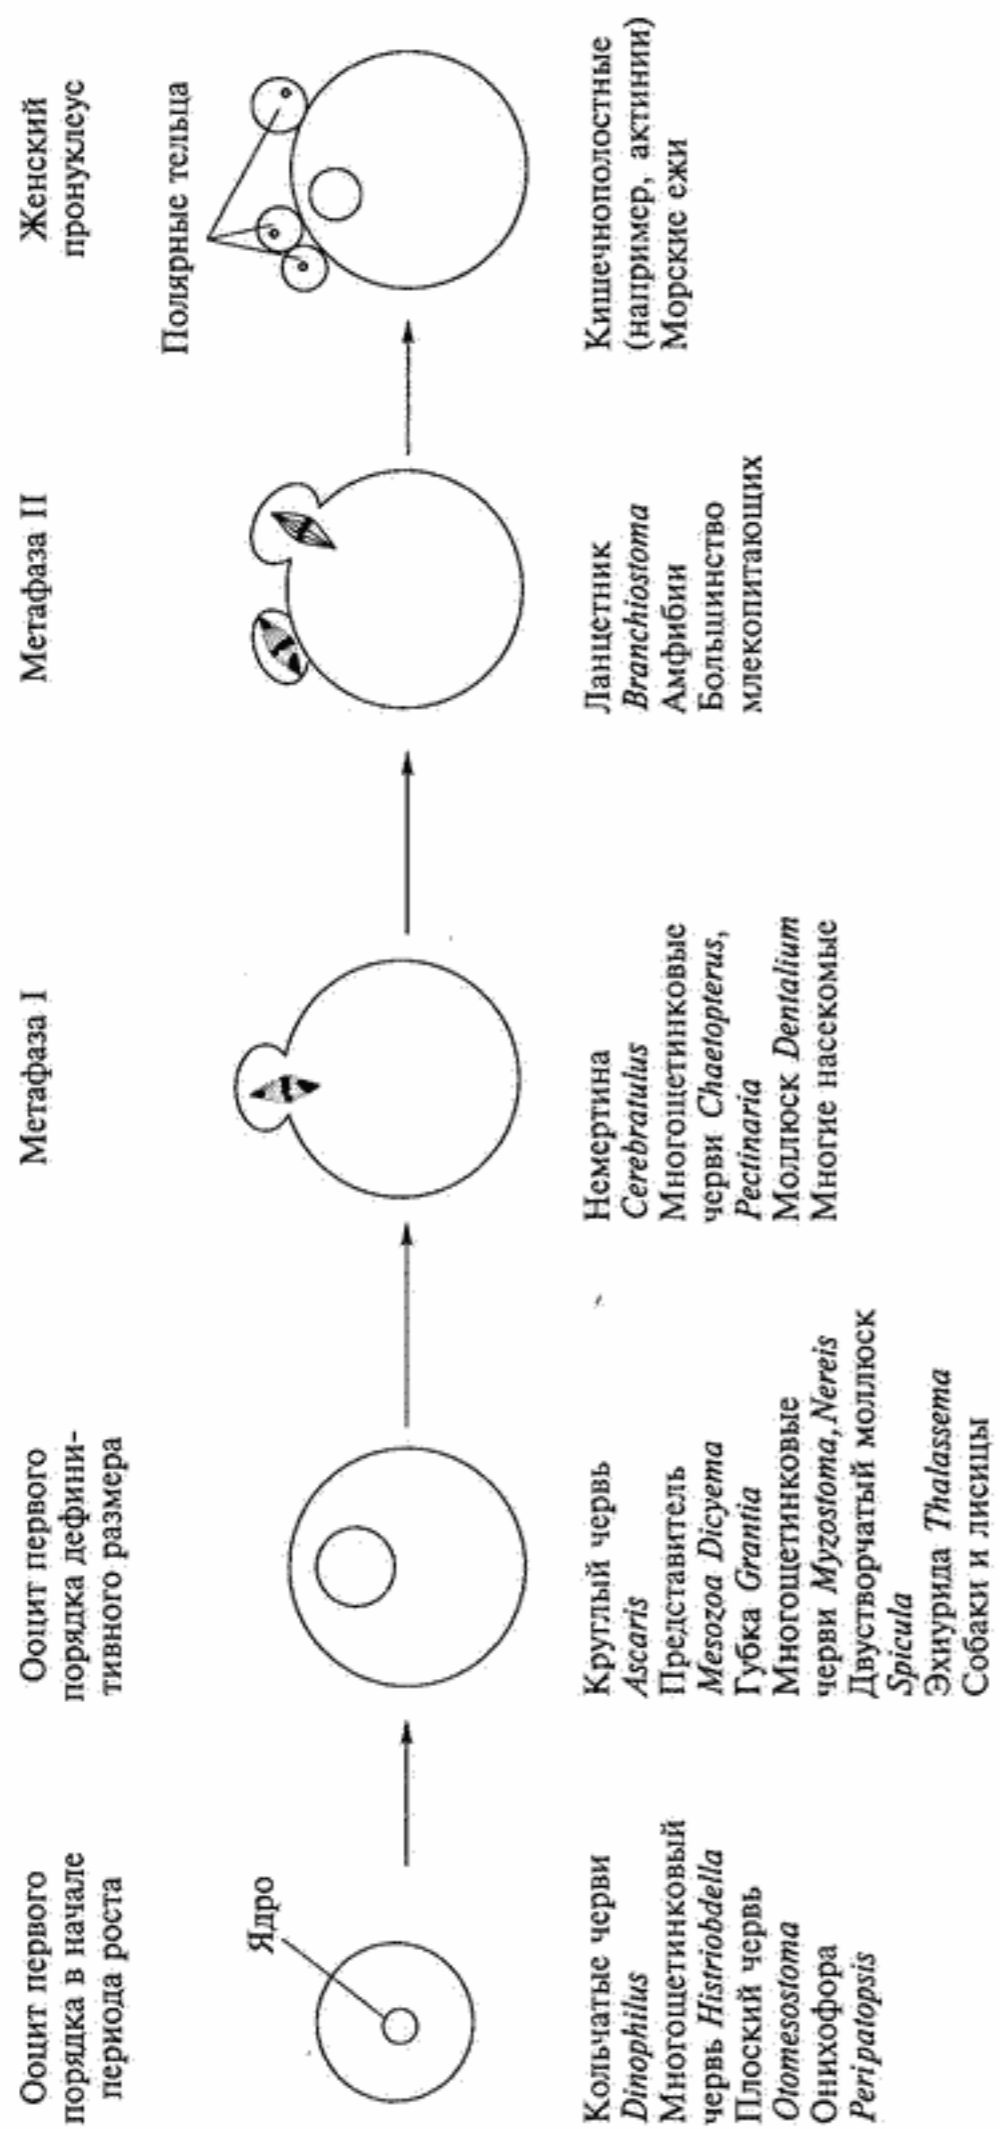 Ооцит первого
порядка в начале
периода роста
Ядро
Кольчатые черви
Dinophilus
Многощетинковый
червь Histriobdella
Плоский червь
Otomesostoma
Онихофора
Peripatopsis
Ооцит первого
порядка дефини-
тивного размера
Круглый червь
Ascaris
Представитель
Mesozoa Dicyema
Губка Grantia
Многощетинковые
черви Myzostoma, Nereis
Двустворчатый моллюск
Spicula
Эхиурида Thalassema
Собаки и лисицы
Метафаза I
Немертина
Cerebratulus
Многощетинковые
черви Chaetopterus,
Pectinaria
Моллюск Dentalium
Многие насекомые
Метафаза II
Ланцетник
Branchiostoma
Амфибии
Большинство
млекопитающих
Женский
пронуклеус
Полярные тельца
Кишечнополостные
(например, актинии)
Морские ежи